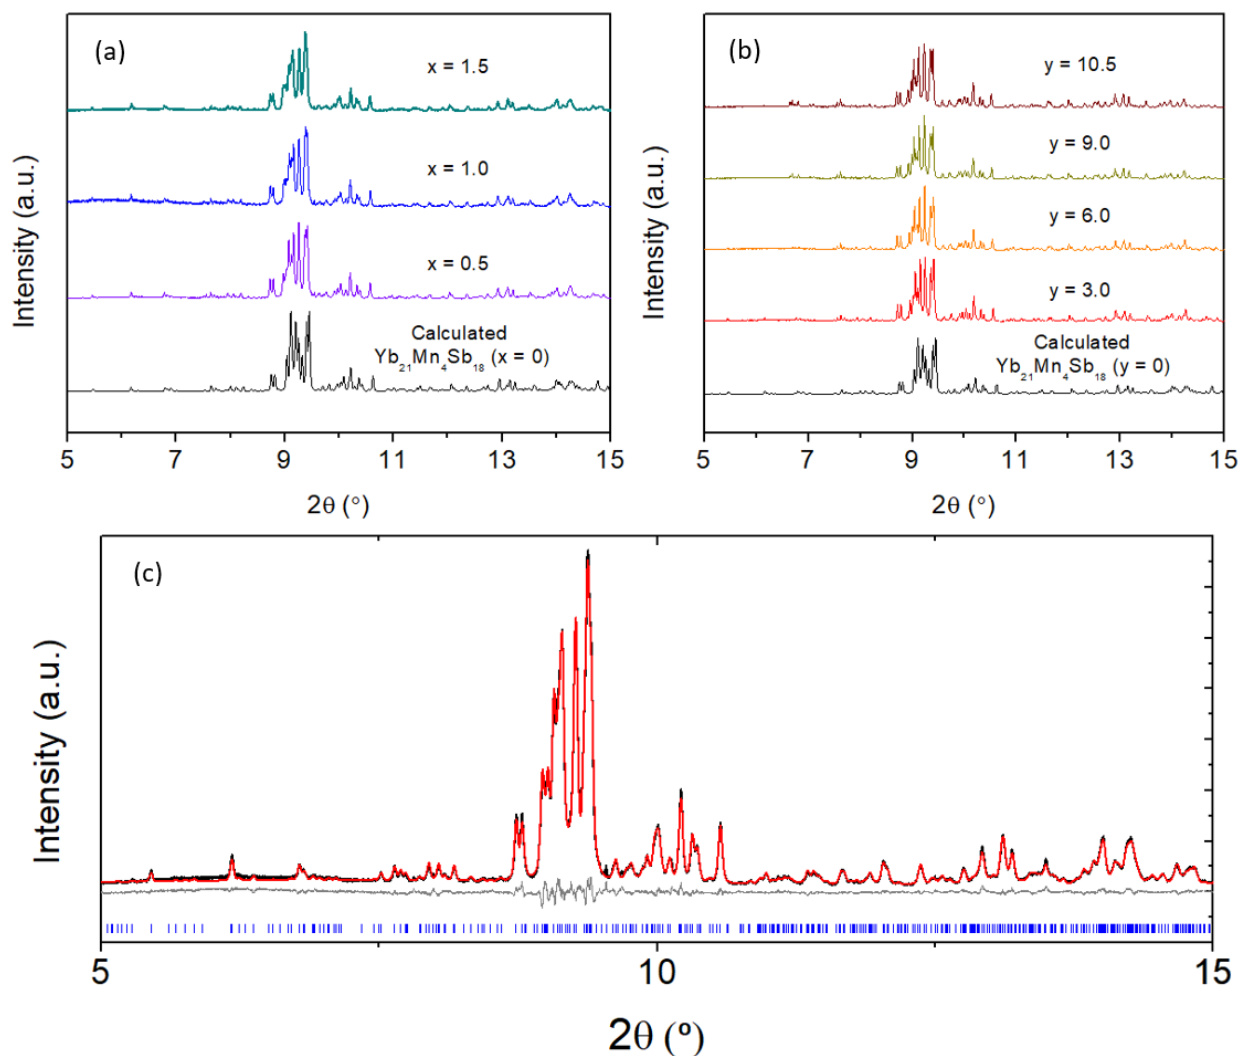 (a)
x = 1.5
x = 1.0
x = 0.5
Calculated
Yb₂₁Mn₄Sb₁₈ (x = 0)
Intensity (a.u.)
5 7 9 11 13 15
2θ (°)
(b)
y = 10.5
y = 9.0
y = 6.0
y = 3.0
Calculated
Yb₂₁Mn₄Sb₁₈ (y = 0)
Intensity (a.u.)
5 7 9 11 13 15
2θ (°)
(c)
Intensity (a.u.)
5 10 15
2θ (º)